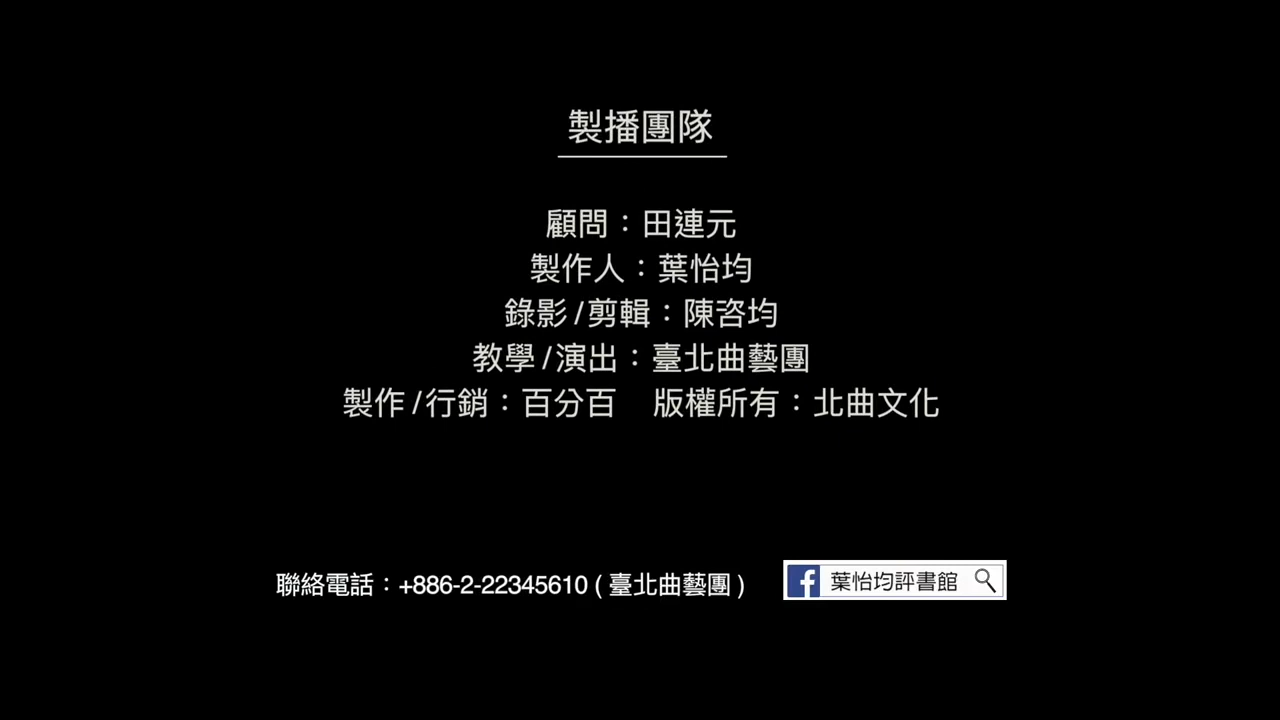 製播團隊
顧問：田連元
製作人：葉怡均
錄影/剪輯：陳咨均
教學/演出：臺北曲藝團
製作/行銷：百分百　版權所有：北曲文化
聯絡電話：+886-2-22345610 ( 臺北曲藝團 )
f 葉怡均評書館